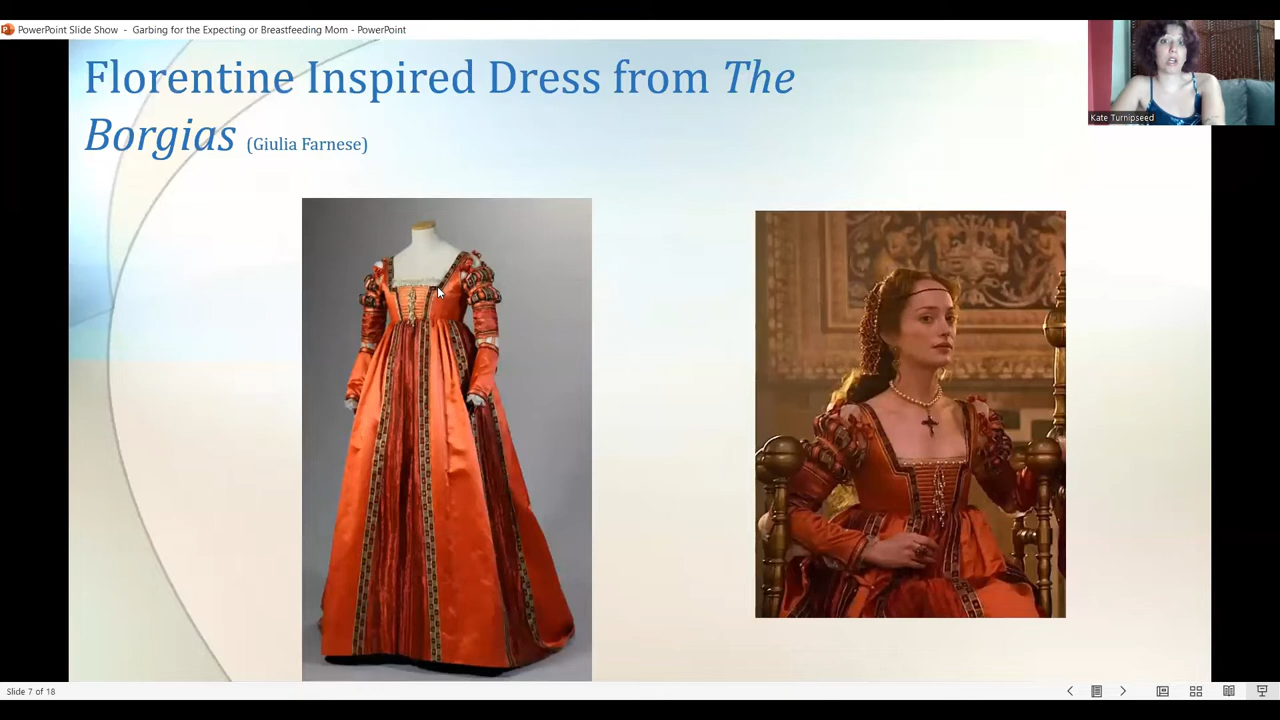 PowerPoint Slide Show - Garbing for the Expecting or Breastfeeding Mom - PowerPoint
Florentine Inspired Dress from The
Borgias (Giulia Farnese)
Kate Turnipseed
Slide 7 of 18